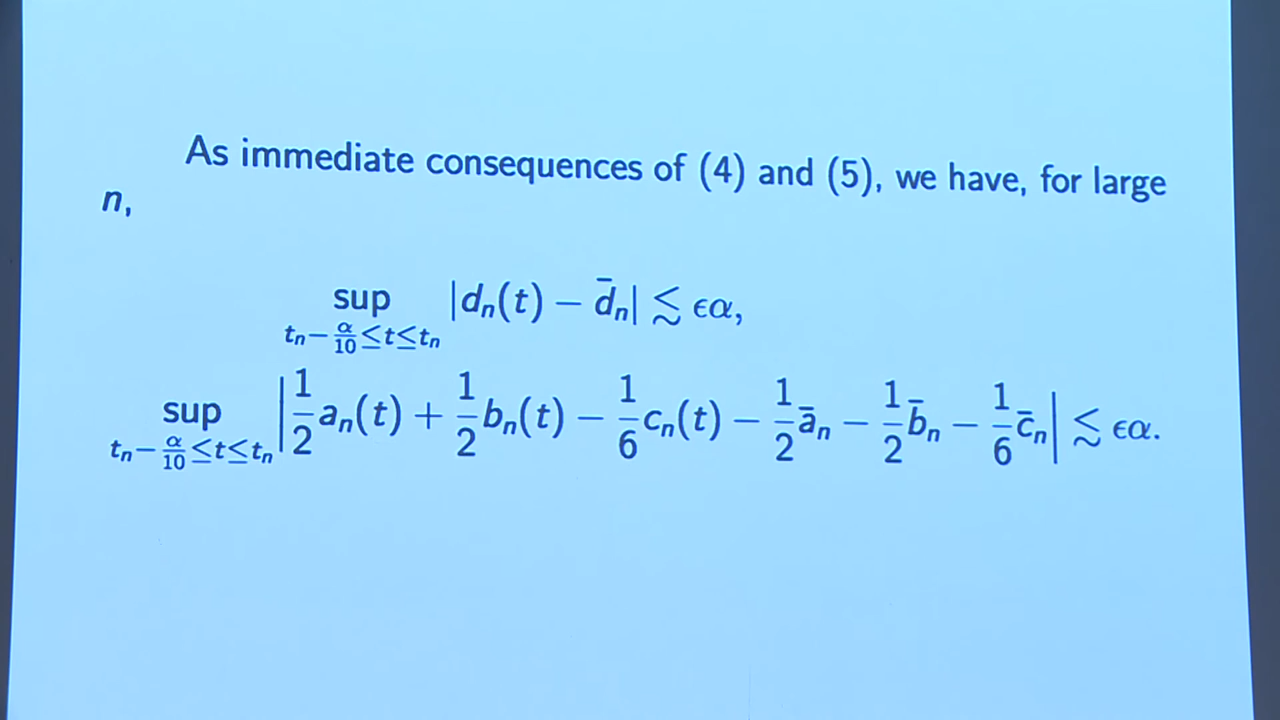 As immediate consequences of (4) and (5), we have, for large
n,
sup_{t_n − α/10 ≤ t ≤ t_n} |d_n(t) − d̄_n| ≲ ϵα,
sup_{t_n − α/10 ≤ t ≤ t_n} |1/2 a_n(t) + 1/2 b_n(t) − 1/6 c_n(t) − 1/2 ā_n − 1/2 b̄_n − 1/6 c̄_n| ≲ ϵα.